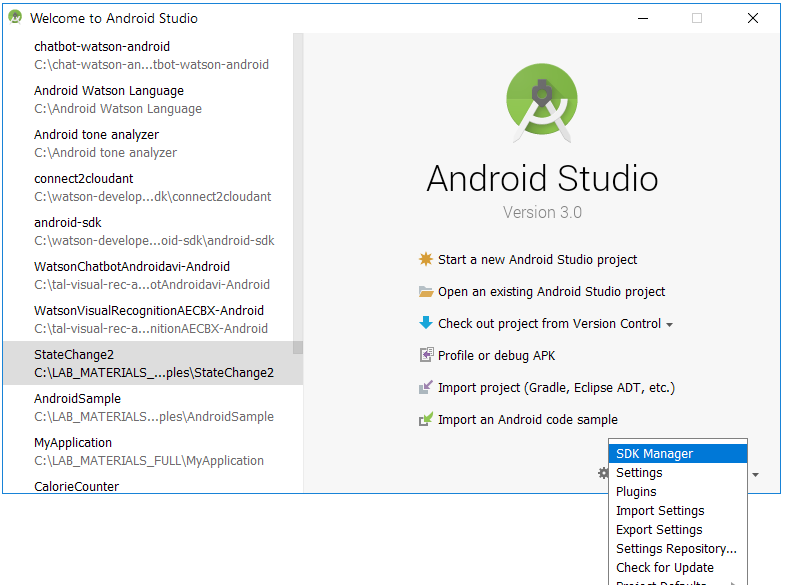 Welcome to Android Studio
chatbot-watson-android
C:\chat-watson-an...tbot-watson-android
Android Watson Language
C:\Android Watson Language
Android tone analyzer
C:\Android tone analyzer
connect2cloudant
C:\watson-develop...dk\connect2cloudant
android-sdk
C:\watson-develope...oid-sdk\android-sdk
WatsonChatbotAndroidavi-Android
C:\tal-visual-rec-a...otAndroidavi-Android
WatsonVisualRecognitionAECBX-Android
C:\tal-visual-rec-a...nitionAECBX-Android
StateChange2
C:\LAB_MATERIALS_...ples\StateChange2
AndroidSample
C:\LAB_MATERIALS...ples\AndroidSample
MyApplication
C:\LAB_MATERIALS_FULL\MyApplication
CalorieCounter
Android Studio
Version 3.0
Start a new Android Studio project
Open an existing Android Studio project
Check out project from Version Control
Profile or debug APK
Import project (Gradle, Eclipse ADT, etc.)
Import an Android code sample
SDK Manager
Settings
Plugins
Import Settings
Export Settings
Settings Repository...
Check for Update
Project Defaults